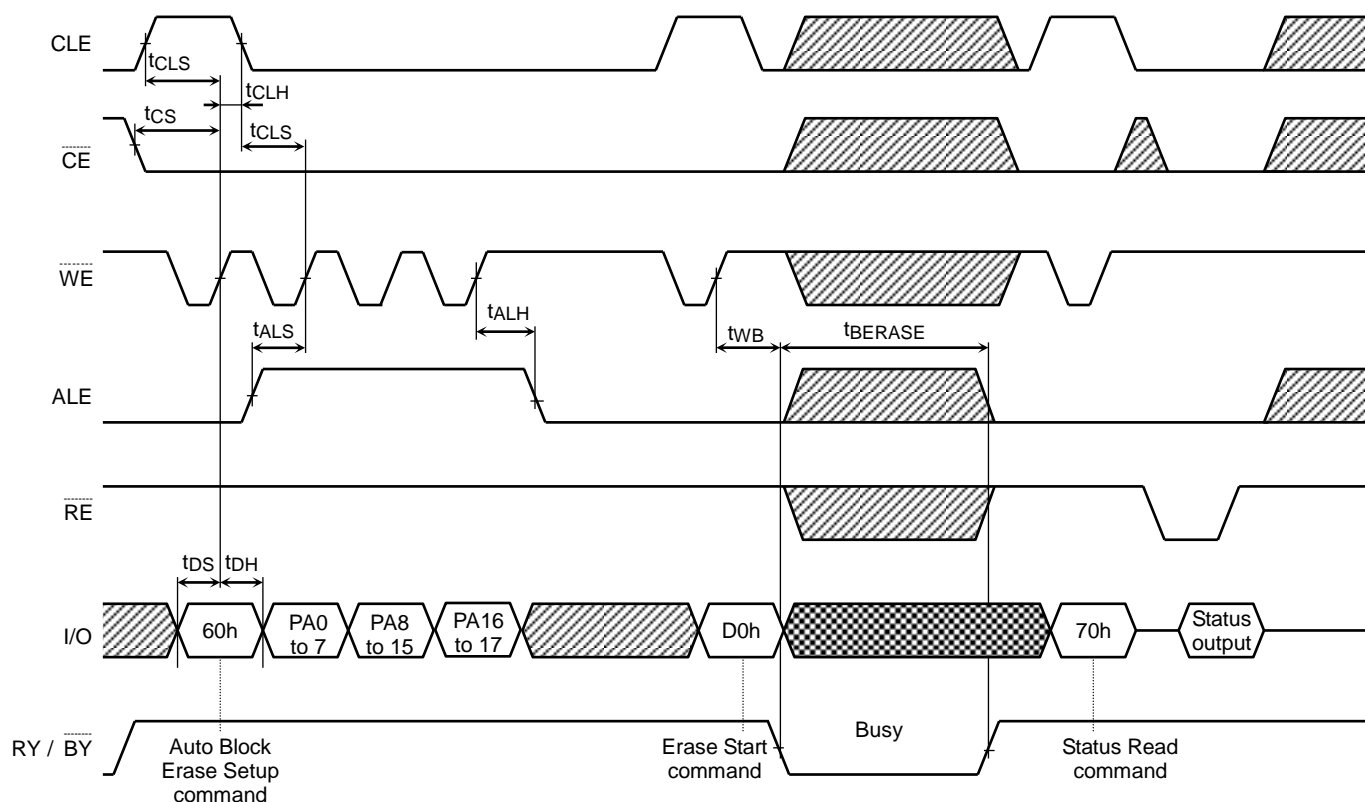 CLE
tCLS
tCLH
tCS
tCLS
CE
WE
tALS
tALH
tWB
tBERASE
ALE
RE
tDS
tDH
I/O
60h
PA0
to 7
PA8
to 15
PA16
to 17
D0h
70h
Status
output
RY / BY
Busy
Auto Block
Erase Setup
command
Erase Start
command
Status Read
command